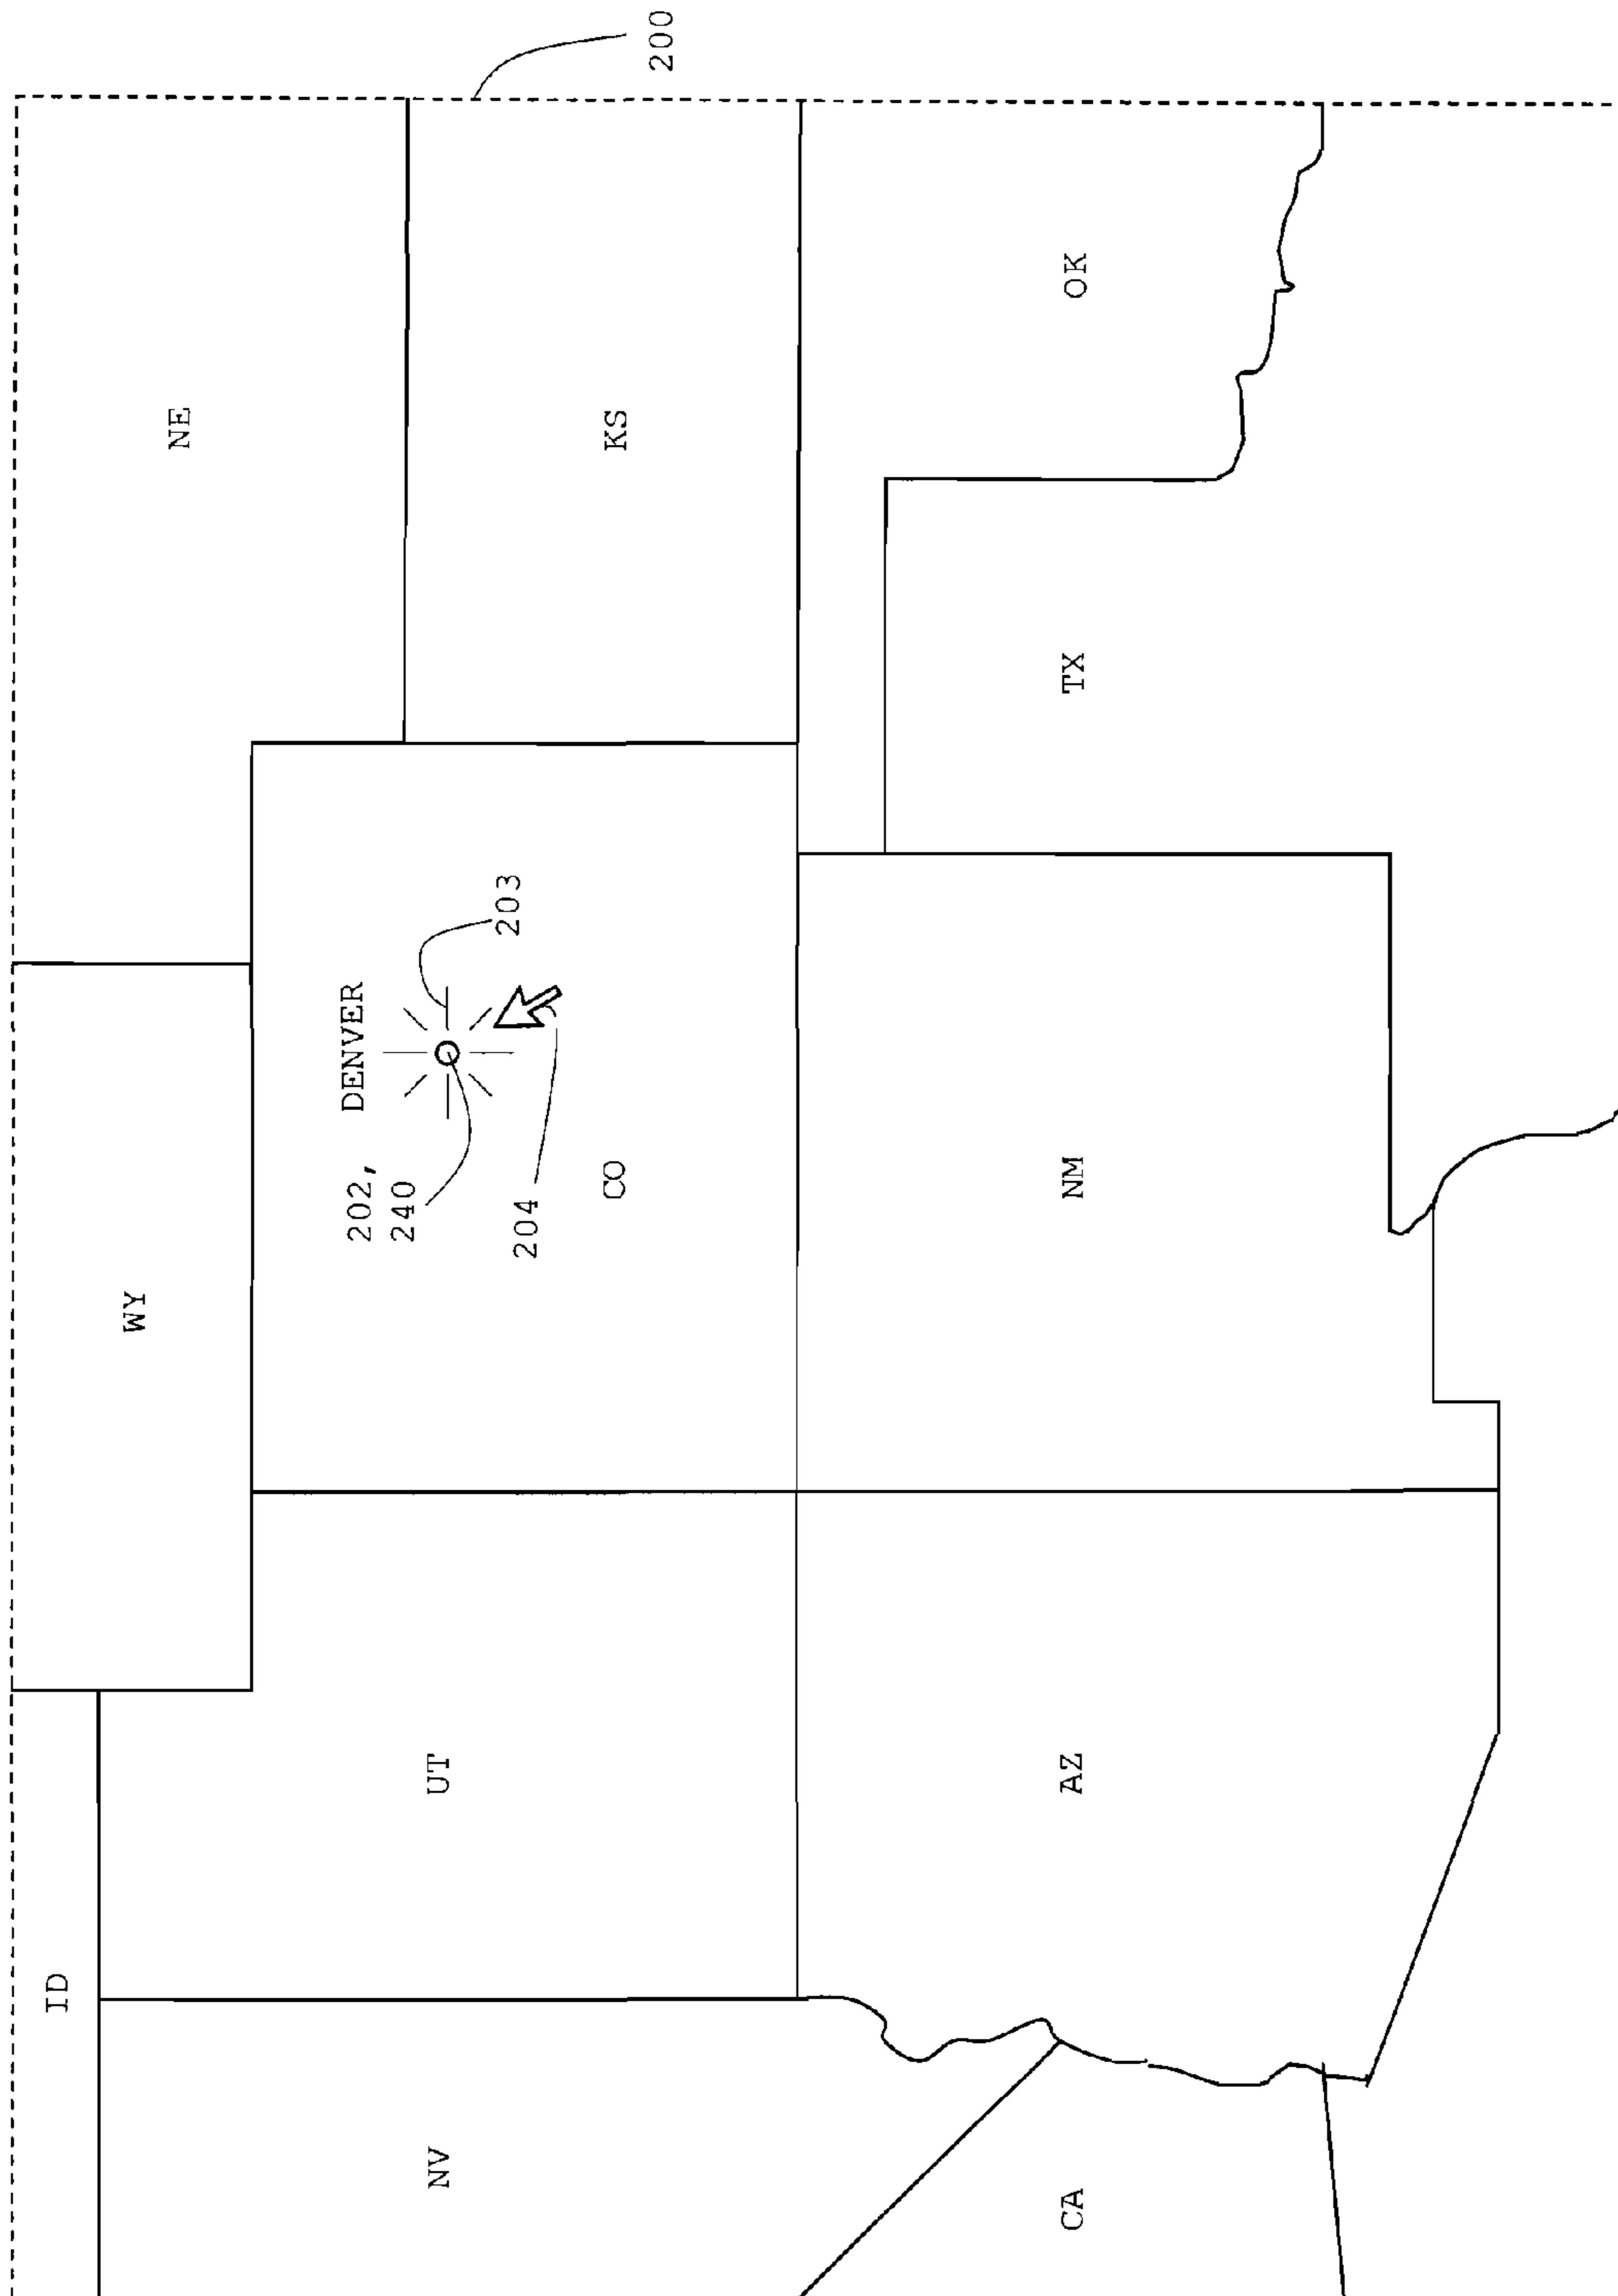 ID
WY
NE
200
DENVER
202,
240
203
204
NV
UT
CO
KS
CA
AZ
NM
TX
OK